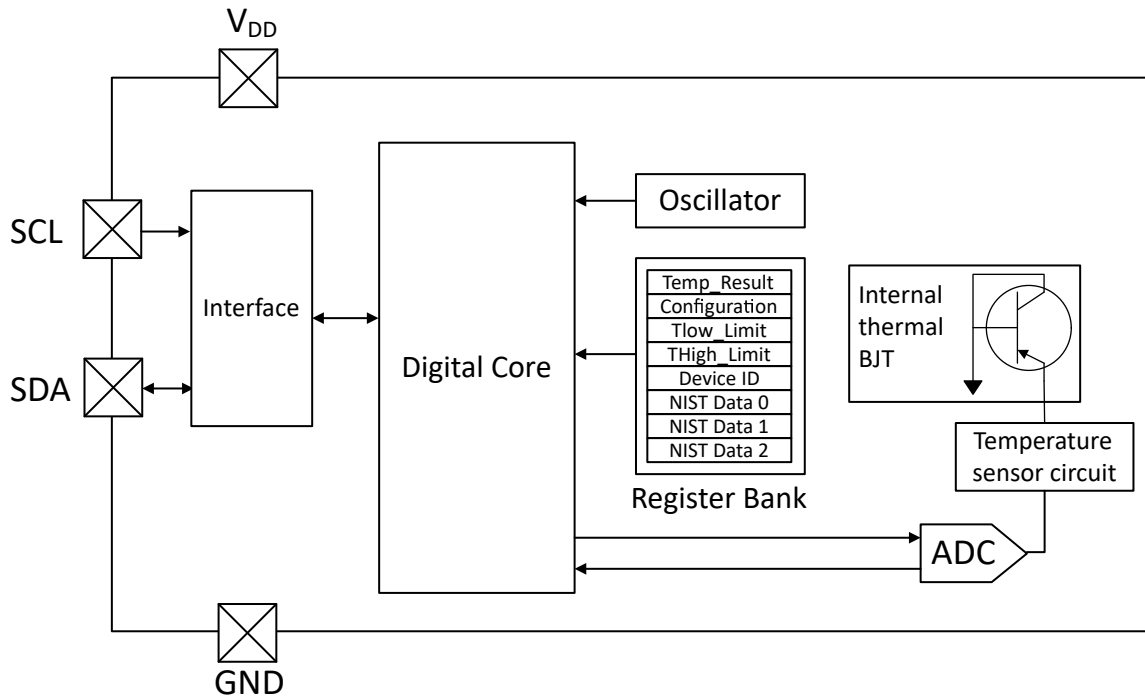 VDD
SCL
SDA
GND
Interface
Digital Core
Oscillator
Temp_Result
Configuration
Tlow_Limit
THigh_Limit
Device ID
NIST Data 0
NIST Data 1
NIST Data 2
Register Bank
Internal
thermal
BJT
Temperature
sensor circuit
ADC